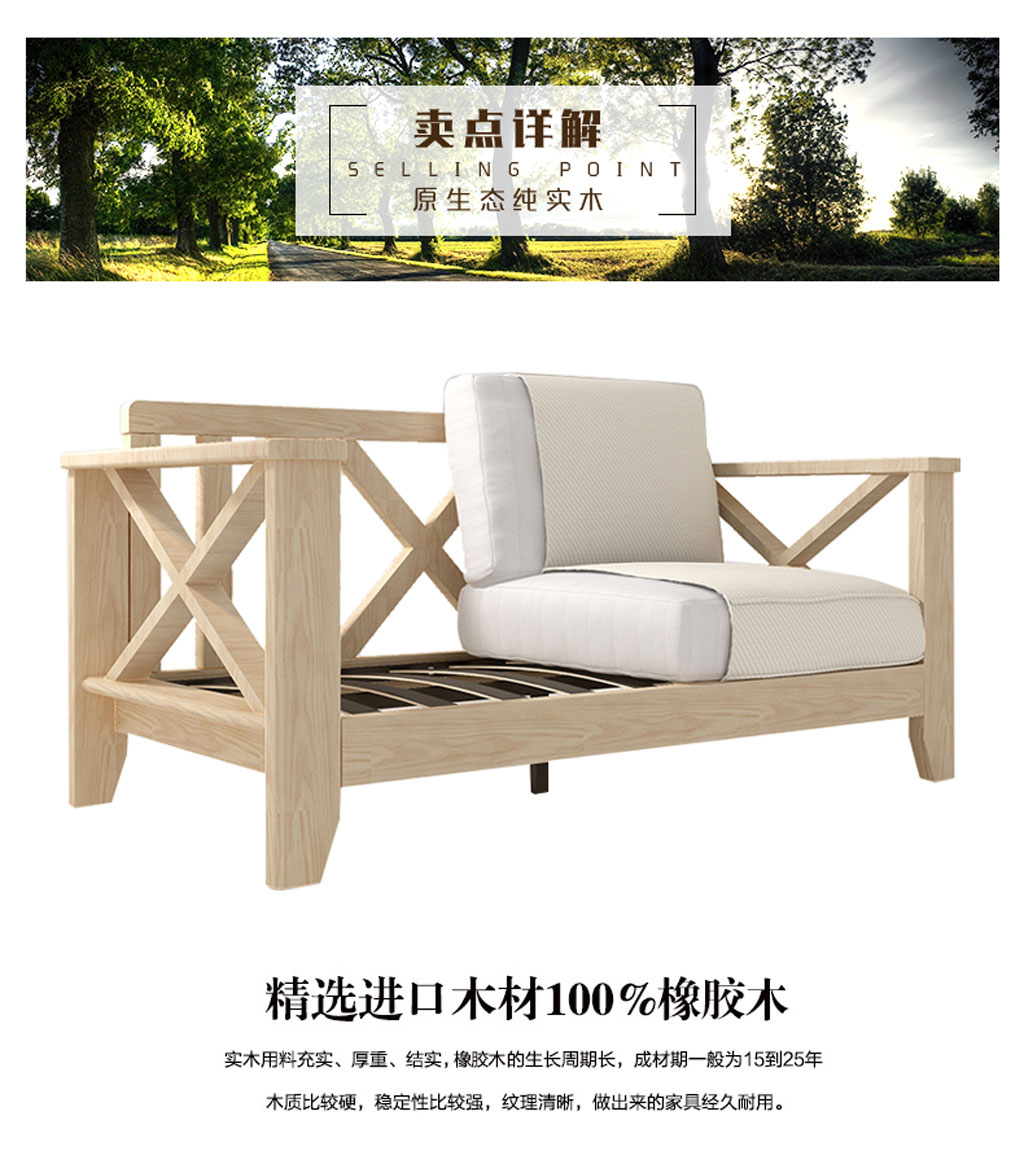 卖点详解
SELLING POINT
原生态纯实木
精选进口木材100%橡胶木
实木用料充实、厚重、结实,橡胶木的生长周期长，成材期一般为15到25年
木质比较硬，稳定性比较强，纹理清晰，做出来的家具经久耐用。